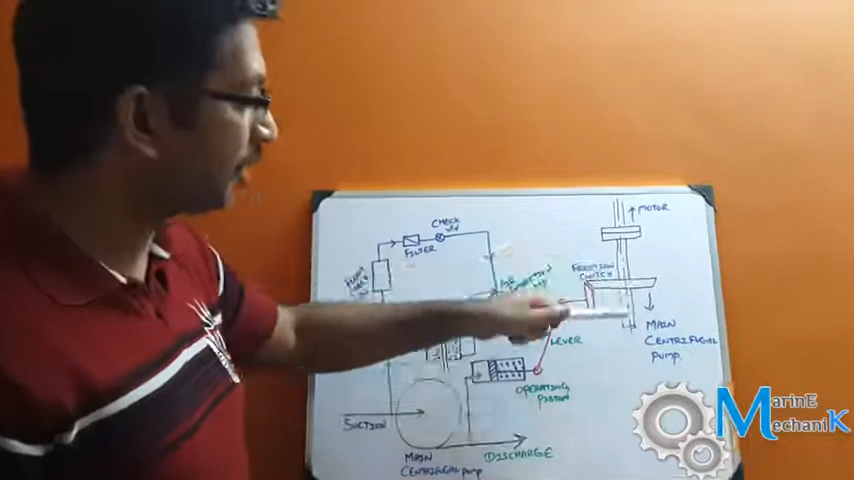 MOTOR
CHECK
V/V
FILTER
FRICTION
CLUTCH
MAIN
CENTRIFUGAL
PUMP
LEVER
OPERATING
PISTON
SUCTION
DISCHARGE
MAIN
CENTRIFUGAL PUMP
MarinE
MechaniK